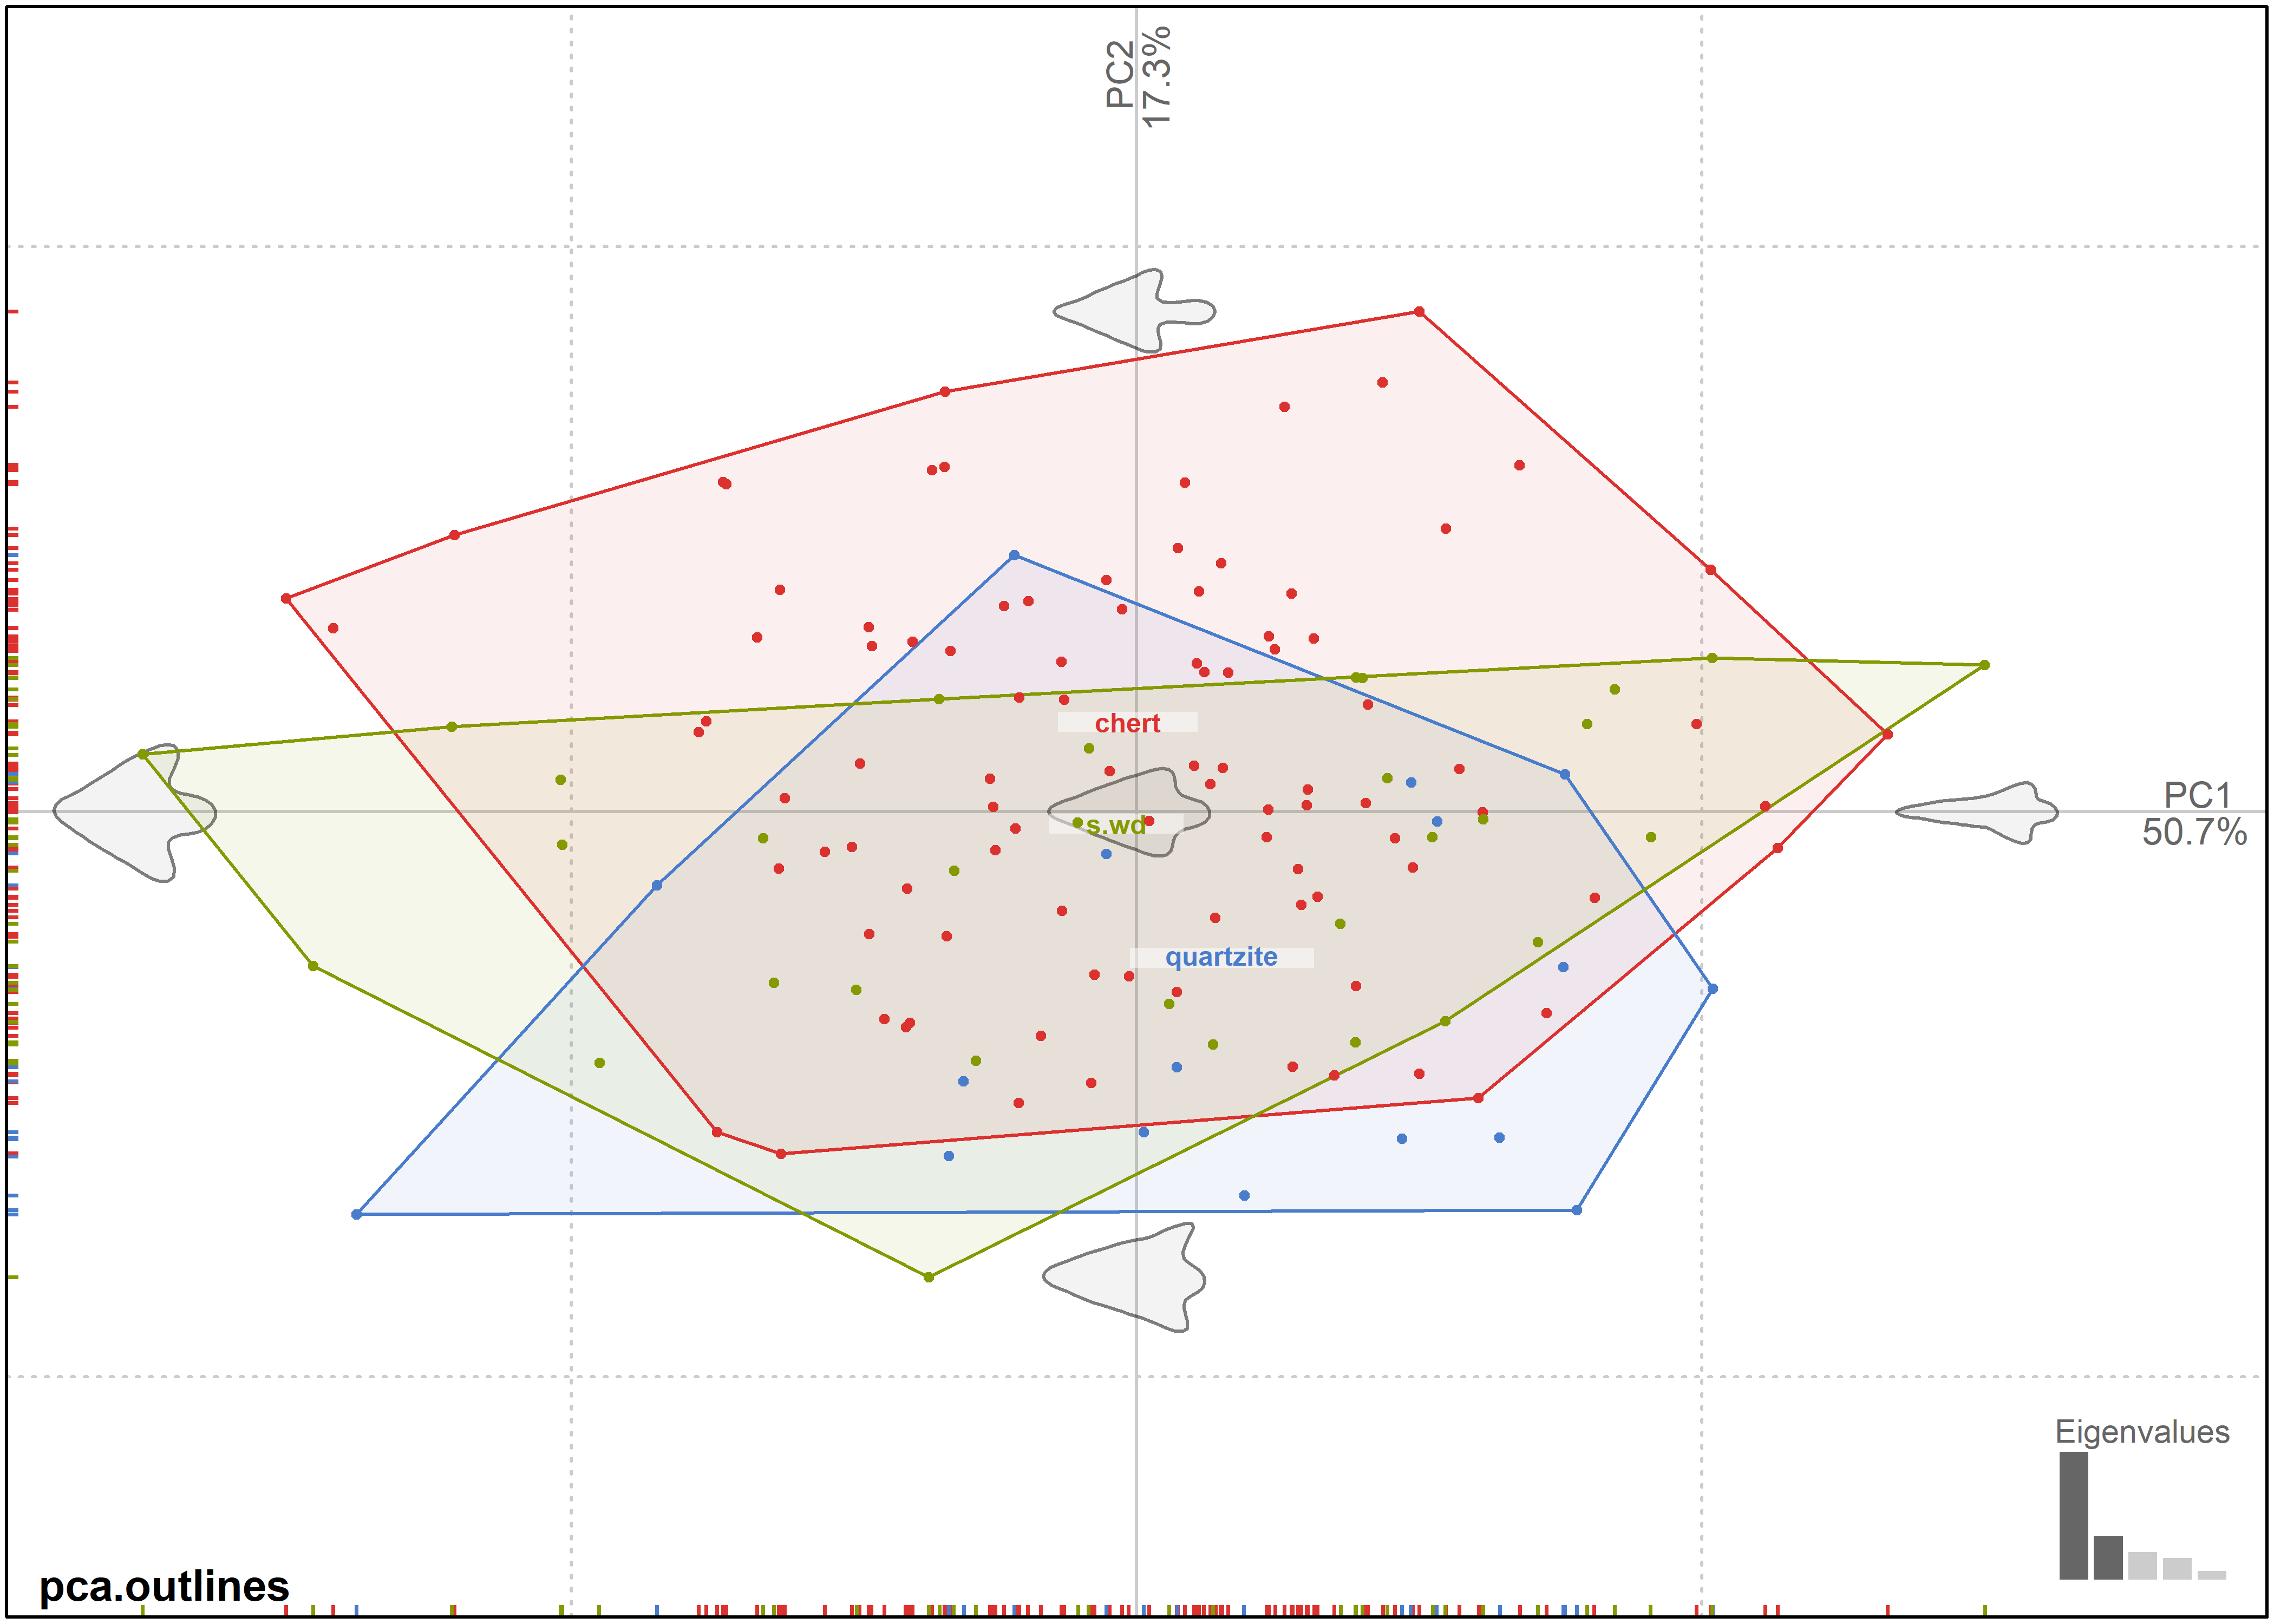 PC2
17.3%
chert
PC1
50.7%
s.wd
quartzite
Eigenvalues
pca.outlines